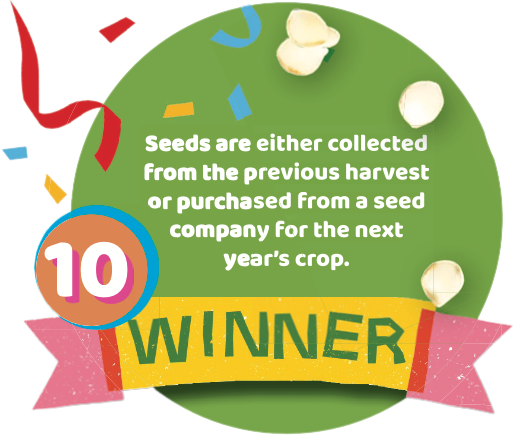 Seeds are either collected
from the previous harvest
or purchased from a seed
company for the next
year's crop.
10
WINNER